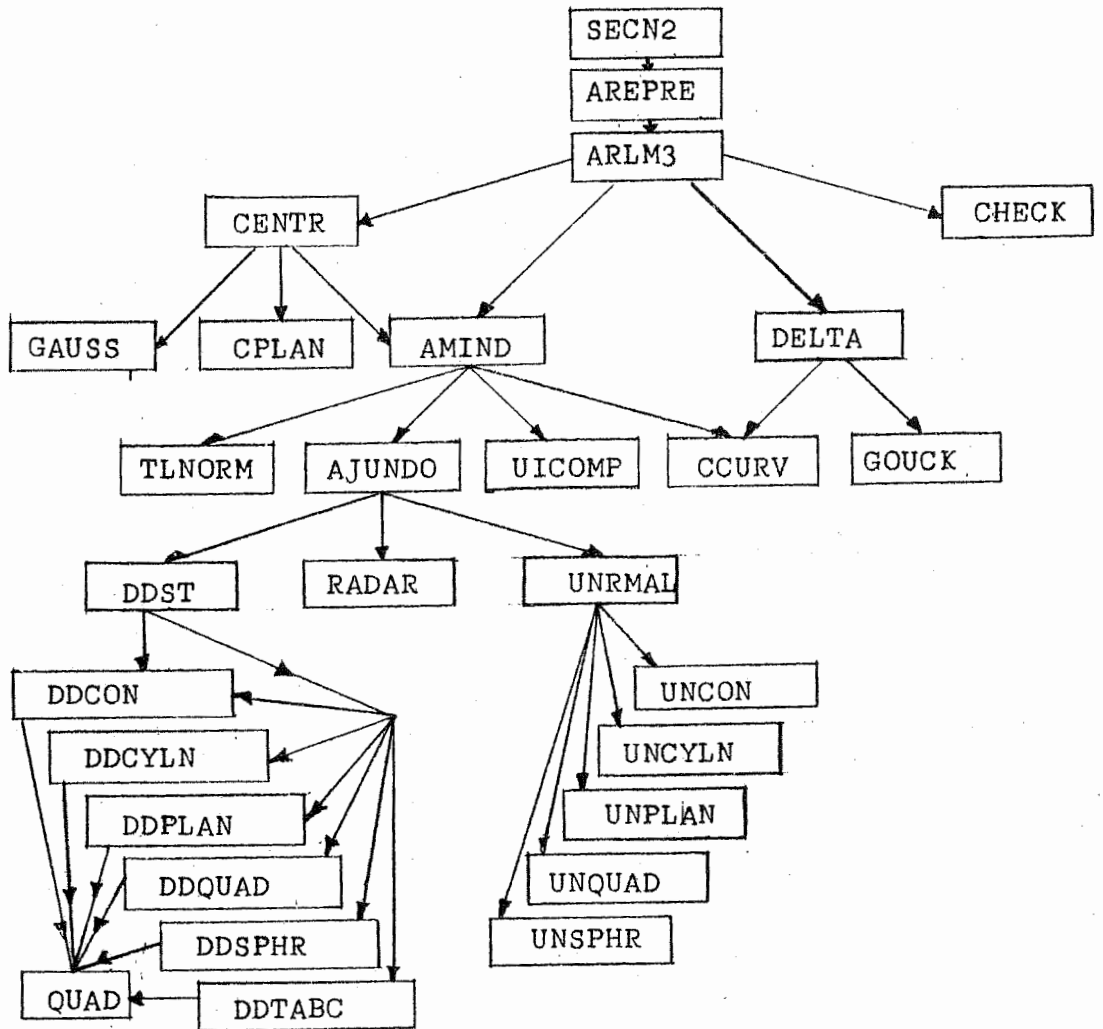 SECN2
AREPRE
ARLM3
CENTR
CHECK
GAUSS
CPLAN
AMIND
DELTA
TLNORM
AJUNDO
UICOMP
CCURV
GOUCK
DDST
RADAR
UNRMAL
DDCON
UNCON
DDCYLN
UNCYLN
DDPLAN
UNPLAN
DDQUAD
UNQUAD
DDSPHR
UNSPHR
QUAD
DDTABC